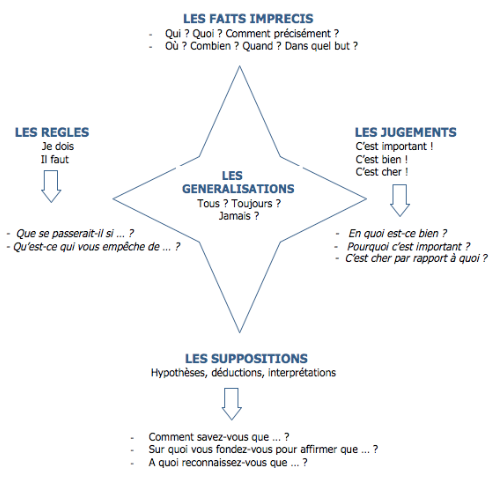 LES FAITS IMPRECIS
- Qui ? Quoi ? Comment précisément ?
- Où ? Combien ? Quand ? Dans quel but ?
LES REGLES
Je dois
Il faut
- Que se passerait-il si ... ?
- Qu'est-ce qui vous empêche de ... ?
LES
GENERALISATIONS
Tous ? Toujours ?
Jamais ?
LES JUGEMENTS
C'est important !
C'est bien !
C'est cher !
- En quoi est-ce bien ?
- Pourquoi c'est important ?
- C'est cher par rapport à quoi ?
LES SUPPOSITIONS
Hypothèses, déductions, interprétations
- Comment savez-vous que ... ?
- Sur quoi vous fondez-vous pour affirmer que ... ?
- A quoi reconnaissez-vous que ... ?